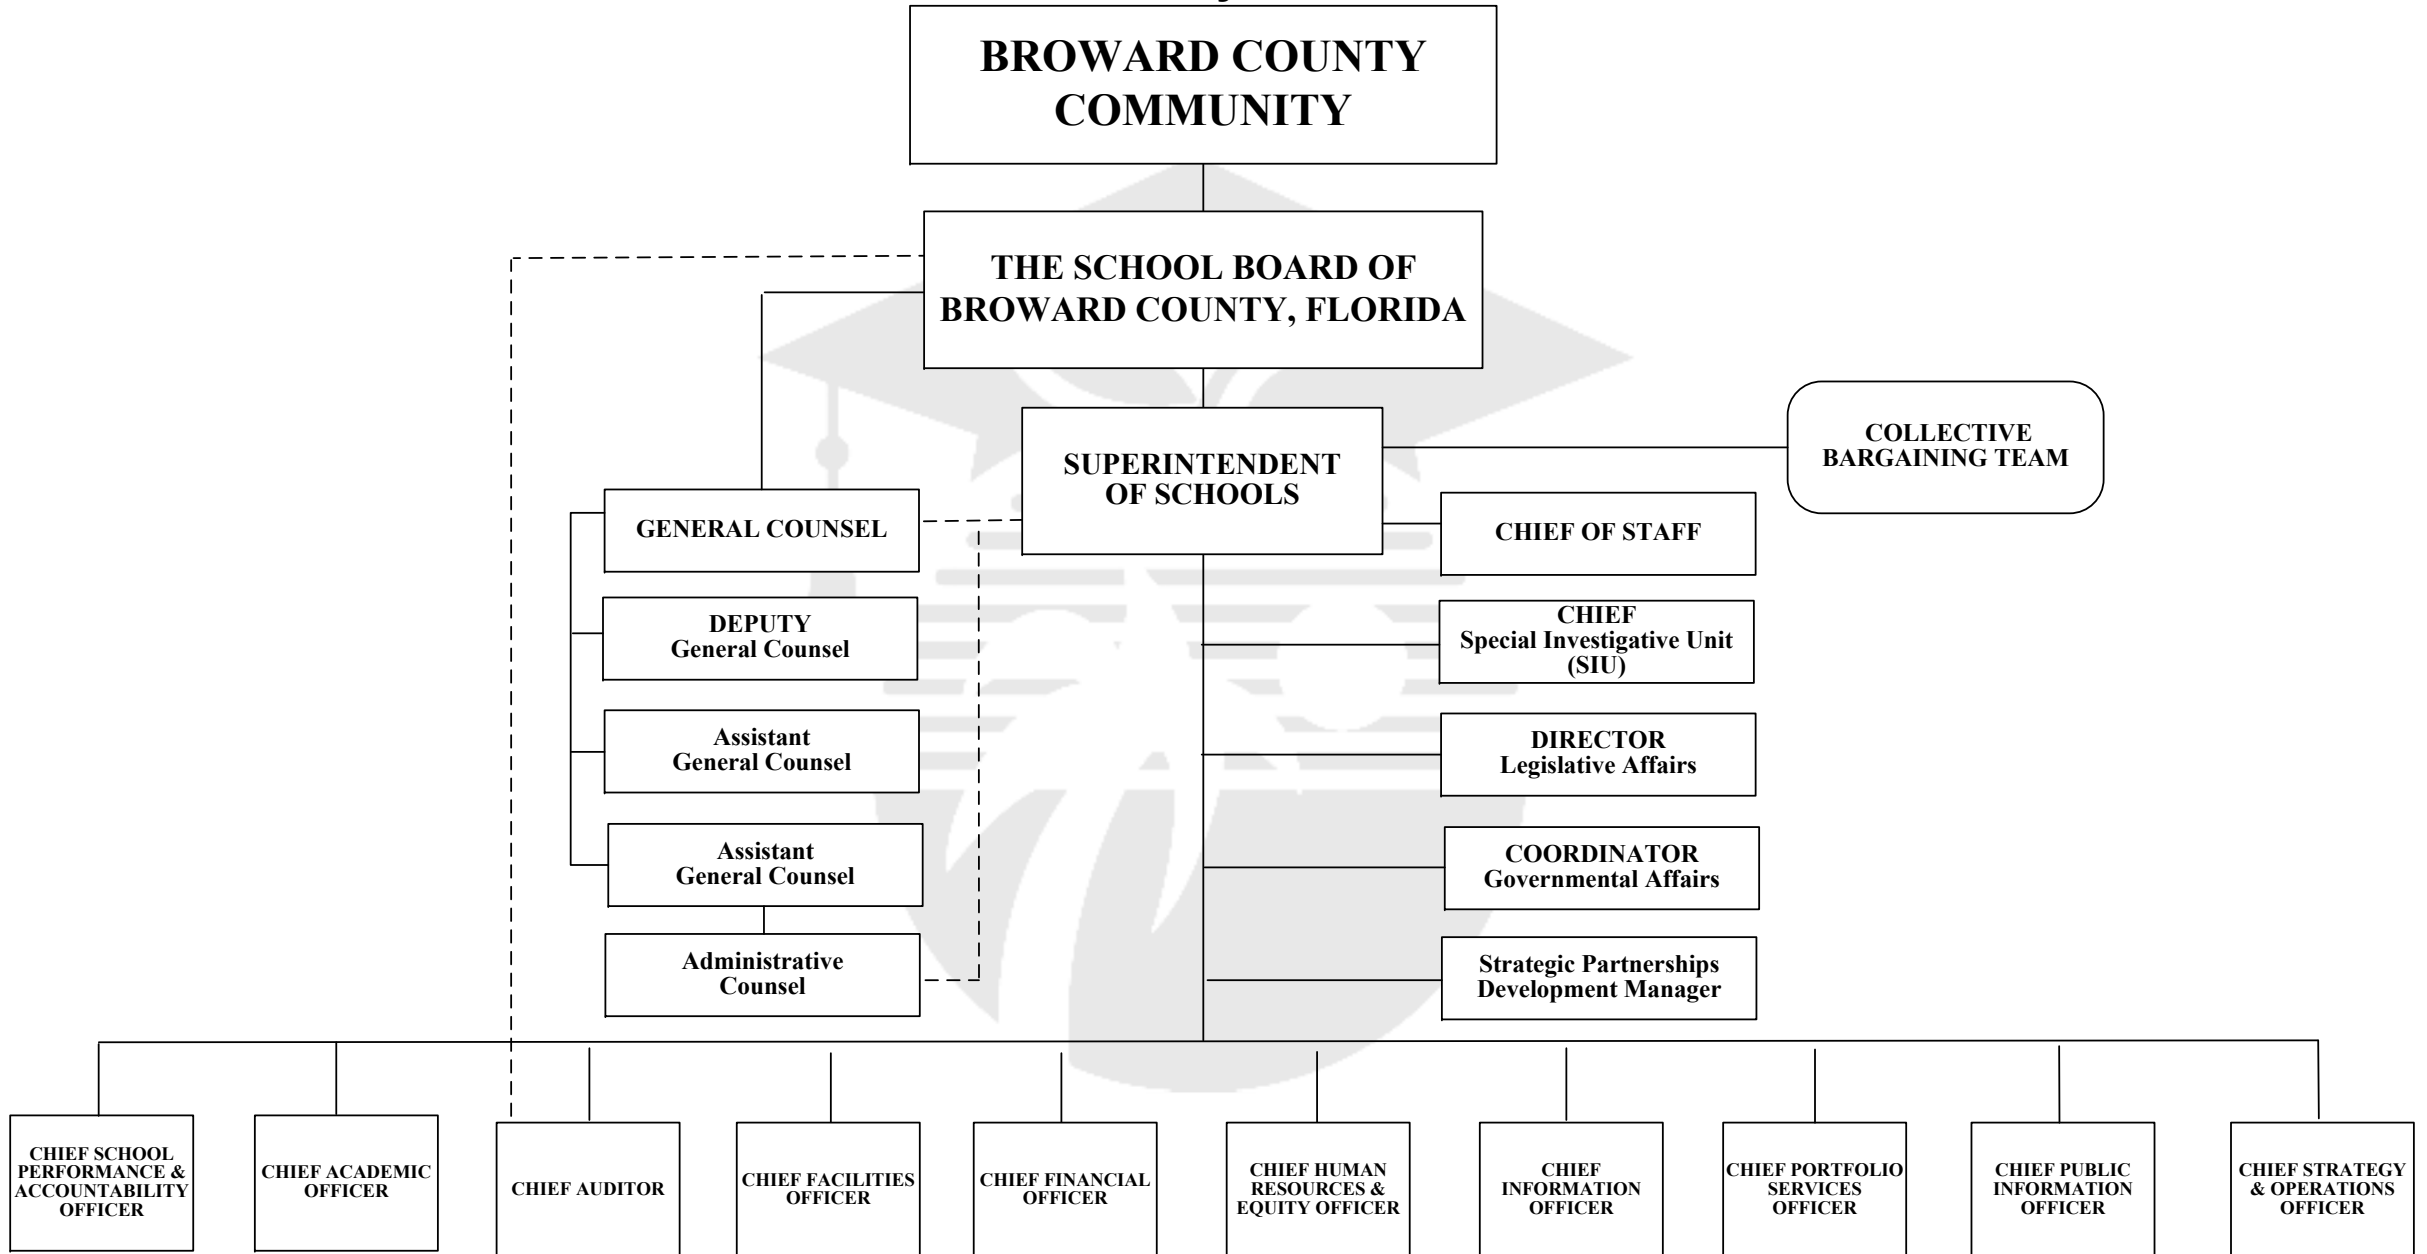 BROWARD COUNTY
COMMUNITY
THE SCHOOL BOARD OF
BROWARD COUNTY, FLORIDA
SUPERINTENDENT
OF SCHOOLS
COLLECTIVE
BARGAINING TEAM
GENERAL COUNSEL
CHIEF OF STAFF
DEPUTY
General Counsel
CHIEF
Special Investigative Unit
(SIU)
Assistant
General Counsel
DIRECTOR
Legislative Affairs
Assistant
General Counsel
COORDINATOR
Governmental Affairs
Administrative
Counsel
Strategic Partnerships
Development Manager
CHIEF SCHOOL
PERFORMANCE &
ACCOUNTABILITY
OFFICER
CHIEF ACADEMIC
OFFICER
CHIEF AUDITOR
CHIEF FACILITIES
OFFICER
CHIEF FINANCIAL
OFFICER
CHIEF HUMAN
RESOURCES &
EQUITY OFFICER
CHIEF
INFORMATION
OFFICER
CHIEF PORTFOLIO
SERVICES
OFFICER
CHIEF PUBLIC
INFORMATION
OFFICER
CHIEF STRATEGY
& OPERATIONS
OFFICER